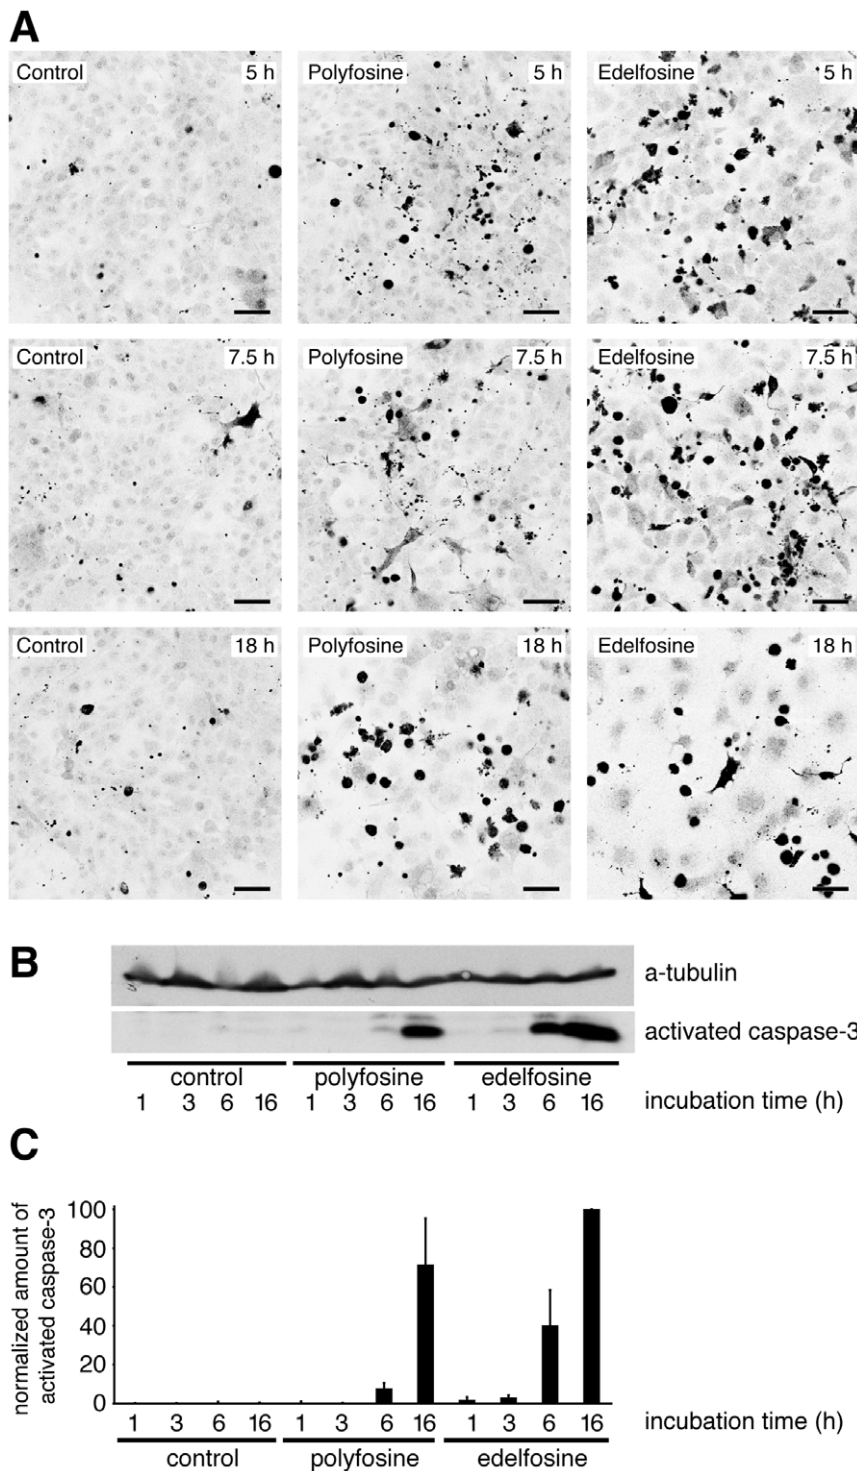 A
Control 5 h Polyfosine 5 h Edelfosine 5 h
Control 7.5 h Polyfosine 7.5 h Edelfosine 7.5 h
Control 18 h Polyfosine 18 h Edelfosine 18 h
B
a-tubulin
activated caspase-3
control polyfosine edelfosine
1 3 6 16 1 3 6 16 1 3 6 16 incubation time (h)
C
normalized amount of
activated caspase-3
100
80
60
40
20
0
1 3 6 16 1 3 6 16 1 3 6 16 incubation time (h)
control polyfosine edelfosine